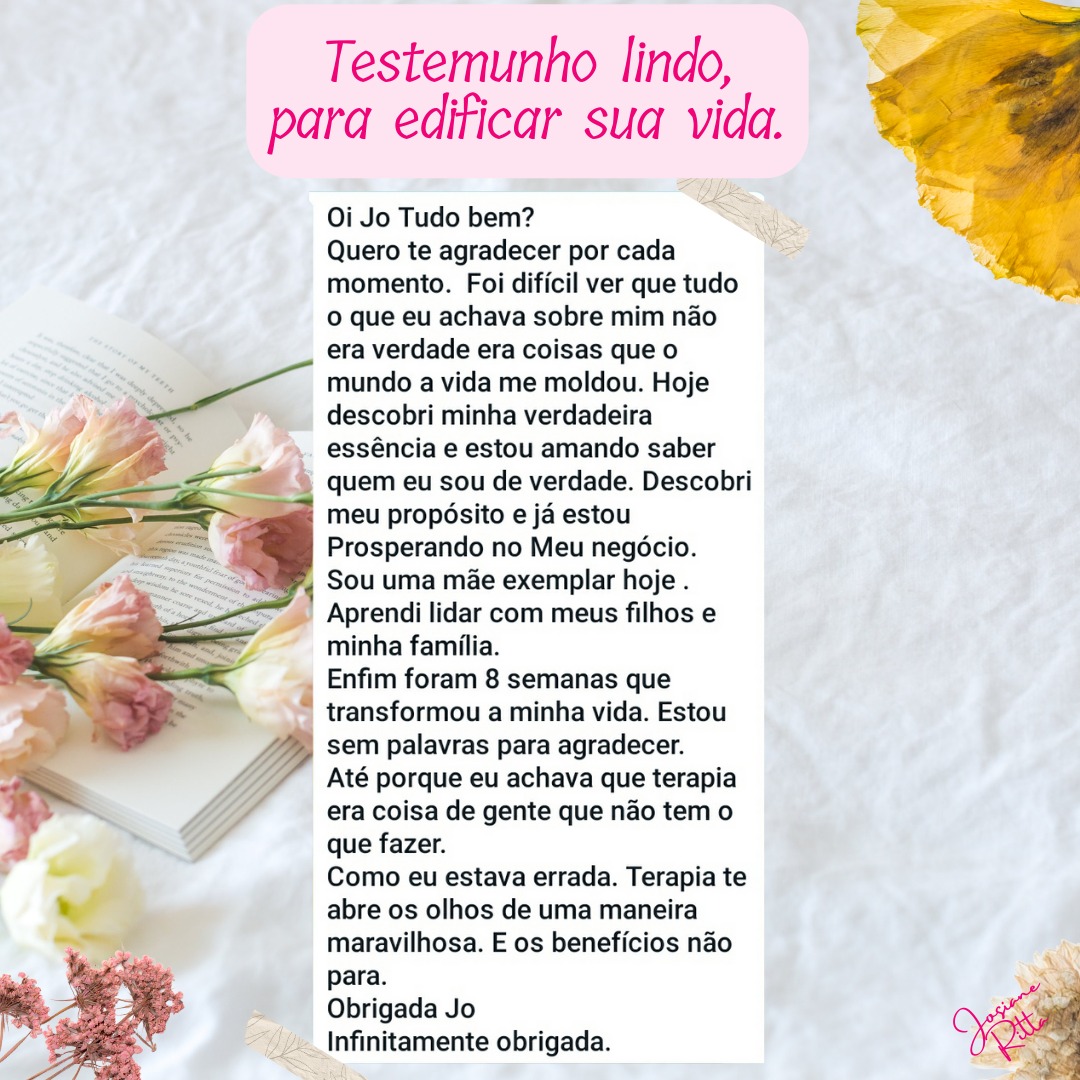 Testemunho lindo,
para edificar sua vida.
Oi Jo Tudo bem?
Quero te agradecer por cada
momento.  Foi difícil ver que tudo
o que eu achava sobre mim não
era verdade era coisas que o
mundo a vida me moldou. Hoje
descobri minha verdadeira
essência e estou amando saber
quem eu sou de verdade. Descobri
meu propósito e já estou
Prosperando no Meu negócio.
Sou uma mãe exemplar hoje .
Aprendi lidar com meus filhos e
minha família.
Enfim foram 8 semanas que
transformou a minha vida. Estou
sem palavras para agradecer.
Até porque eu achava que terapia
era coisa de gente que não tem o
que fazer.
Como eu estava errada. Terapia te
abre os olhos de uma maneira
maravilhosa. E os benefícios não
para.
Obrigada Jo
Infinitamente obrigada.
THE STORY OF MY TEETH
Josiane
Ritta